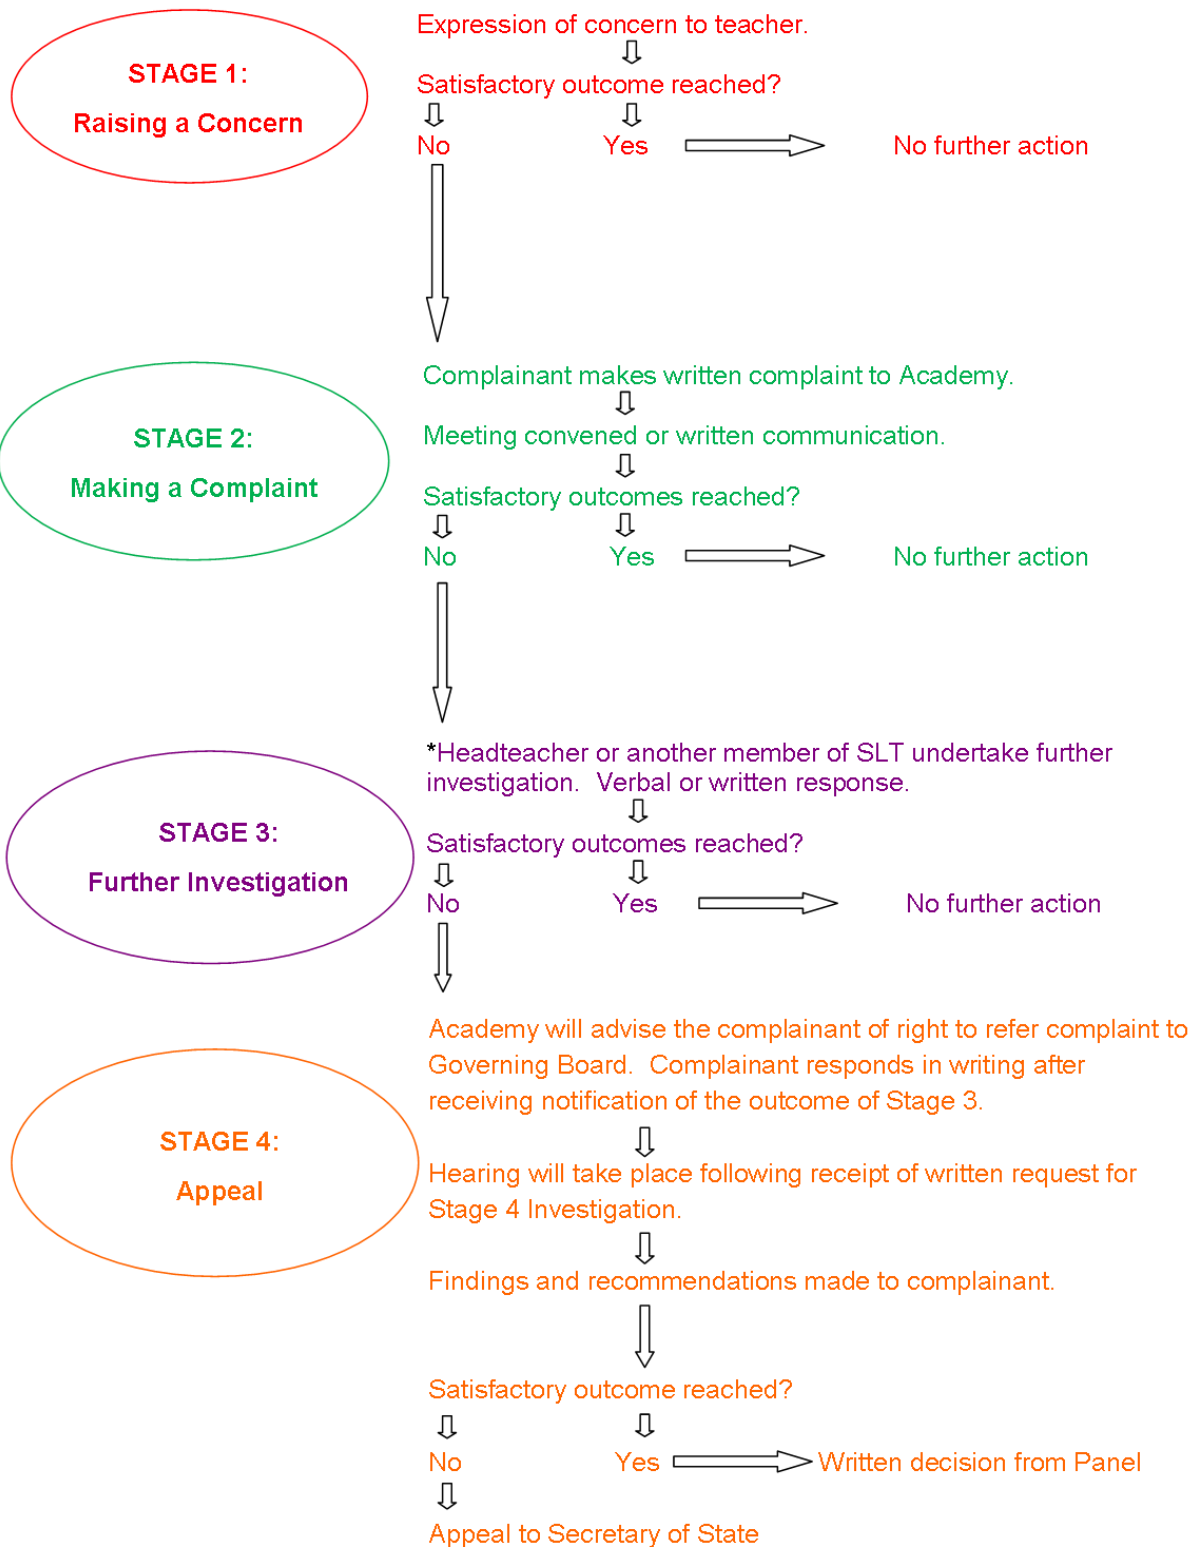 Expression of concern to teacher.
STAGE 1:
Raising a Concern
Satisfactory outcome reached?
No
Yes
No further action
Complainant makes written complaint to Academy.
STAGE 2:
Making a Complaint
Meeting convened or written communication.
Satisfactory outcomes reached?
No
Yes
No further action
*Headteacher or another member of SLT undertake further
investigation.  Verbal or written response.
STAGE 3:
Further Investigation
Satisfactory outcomes reached?
No
Yes
No further action
Academy will advise the complainant of right to refer complaint to
Governing Board.  Complainant responds in writing after
receiving notification of the outcome of Stage 3.
STAGE 4:
Appeal
Hearing will take place following receipt of written request for
Stage 4 Investigation.
Findings and recommendations made to complainant.
Satisfactory outcome reached?
No
Yes
Written decision from Panel
Appeal to Secretary of State